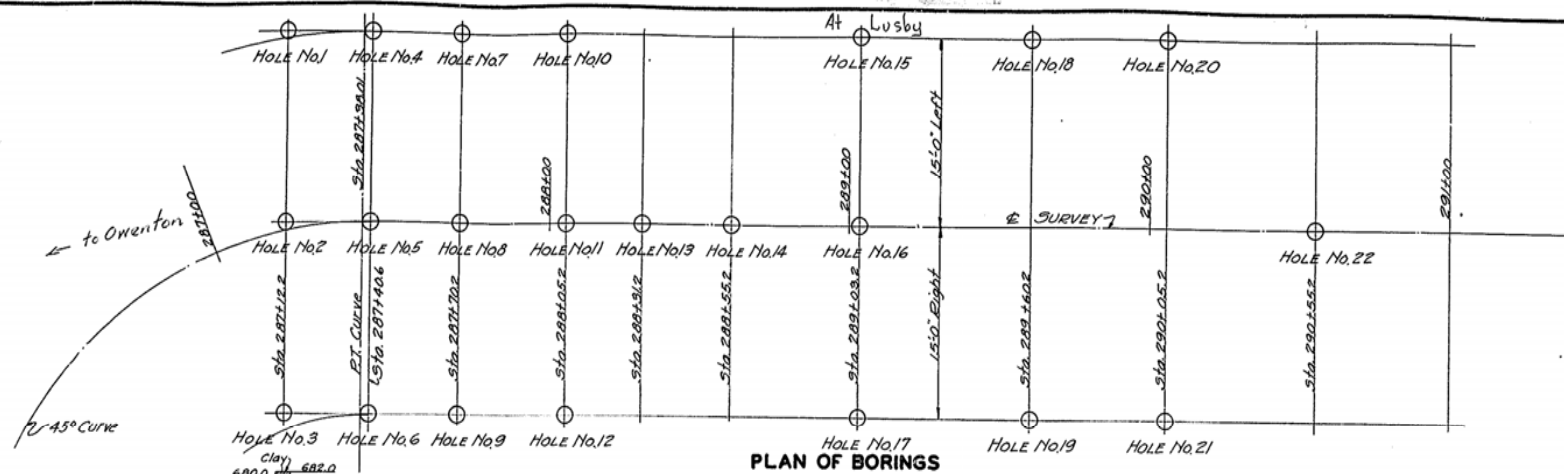 At Lusby
HOLE No.1
HOLE No.4
HOLE No.7
HOLE No.10
HOLE No.15
HOLE No.18
HOLE No.20
Sta. 287+98.01
15'-0" Left
288+00
289+00
290+00
291+00
287+00
← to Owenton
℄ SURVEY
HOLE No.2
HOLE No.5
HOLE No.8
HOLE No.11
HOLE No.13
HOLE No.14
HOLE No.16
HOLE No.22
Sta. 287+12.2
P.T. Curve
Sta. 287+40.6
Sta. 287+70.2
Sta. 288+05.2
Sta. 288+31.2
Sta. 288+55.2
Sta. 289+03.2
15'-0" Right
Sta. 289+60.2
Sta. 290+05.2
Sta. 290+55.2
45° Curve
HOLE No.3
HOLE No.6
HOLE No.9
HOLE No.12
HOLE No.17
HOLE No.19
HOLE No.21
Clay
680.0 682.0
PLAN OF BORINGS